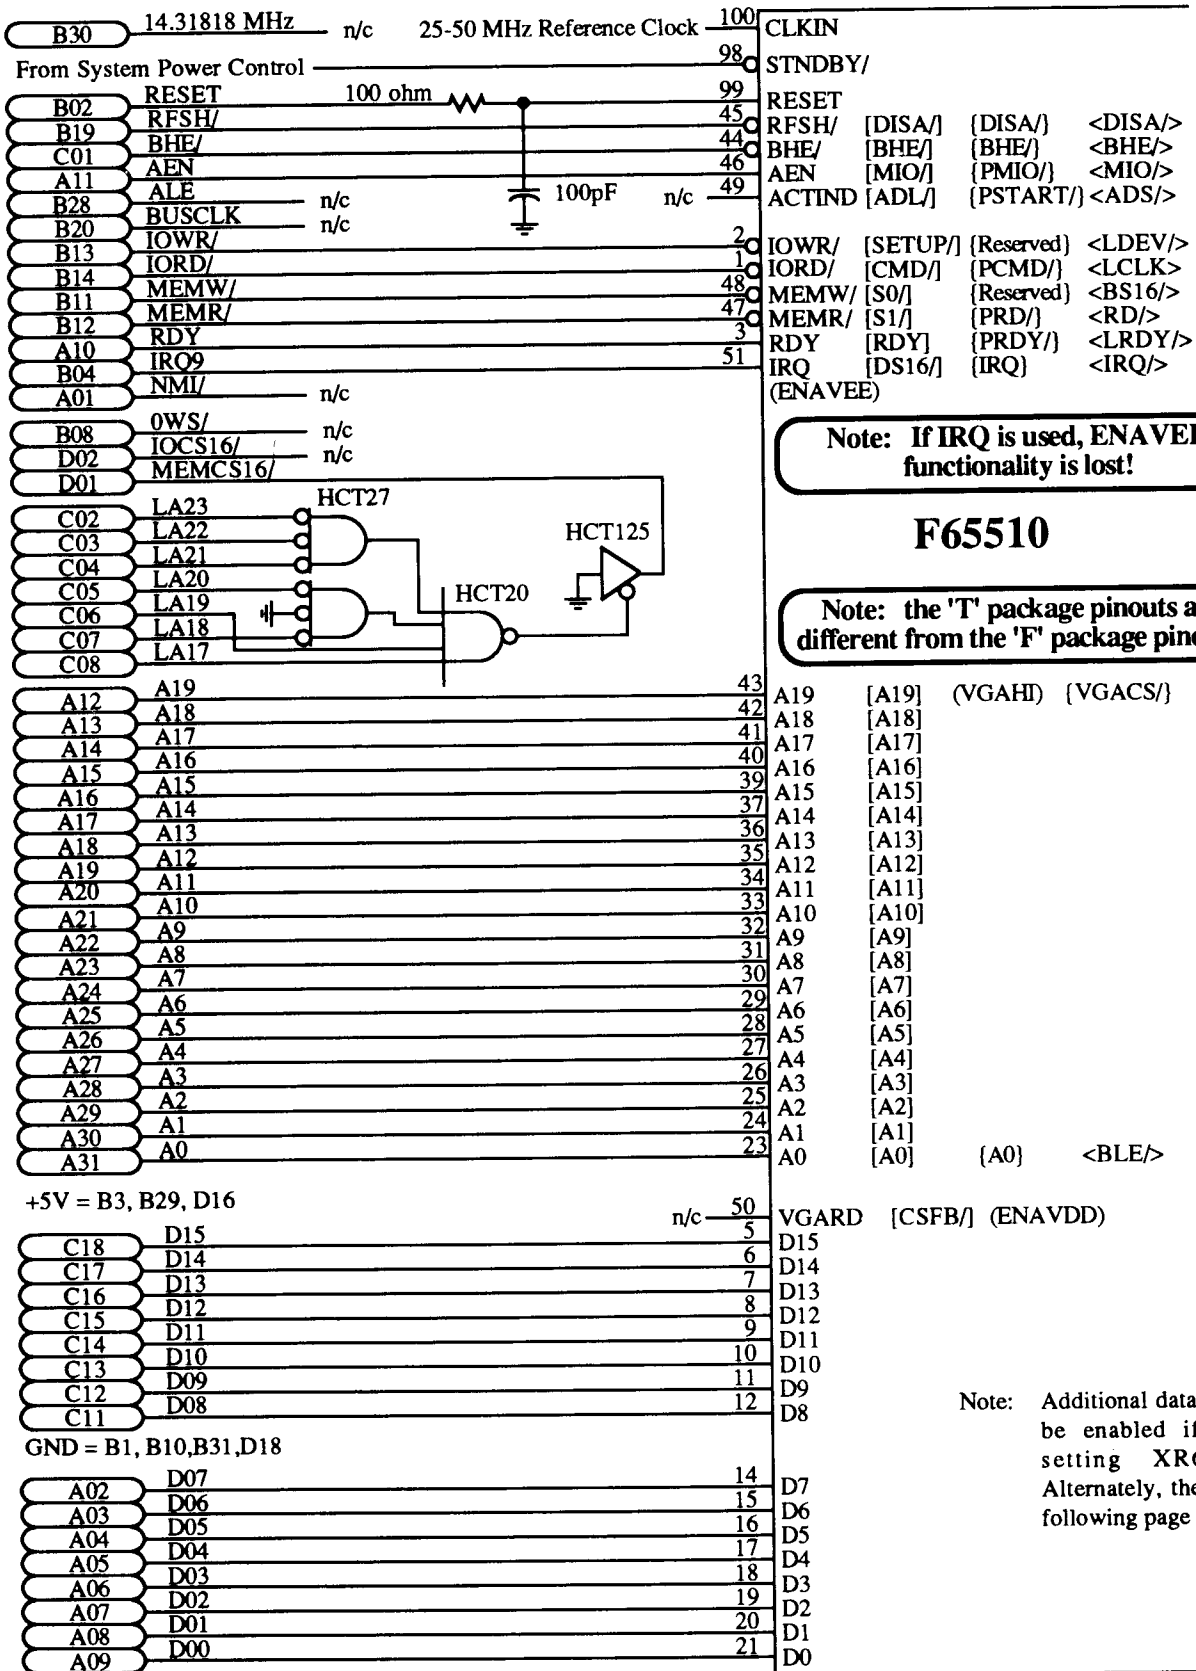 B30 14.31818 MHz n/c 25-50 MHz Reference Clock 100 CLKIN
From System Power Control 98 STNDBY/
B02 RESET 100 ohm 99 RESET
B19 RFSH/ 45 RFSH/ [DISA/] {DISA/} <DISA/>
C01 BHE/ 44 BHE/ [BHE/] {BHE/} <BHE/>
A11 AEN 46 AEN [MIO/] {PMIO/} <MIO/>
B28 ALE n/c 100pF n/c 49 ACTIND [ADL/] {PSTART/} <ADS/>
B20 BUSCLK n/c
B13 IOWR/ 2 IOWR/ [SETUP/] {Reserved} <LDEV/>
B14 IORD/ 1 IORD/ [CMD/] {PCMD/} <LCLK>
B11 MEMW/ 48 MEMW/ [S0/] {Reserved} <BS16/>
B12 MEMR/ 47 MEMR/ [S1/] {PRD/} <RD/>
A10 RDY 3 RDY [RDY] {PRDY/} <LRDY/>
B04 IRQ9 51 IRQ [DS16/] {IRQ} <IRQ/>
A01 NMI/ n/c (ENAVEE)
B08 0WS/ n/c
D02 IOCS16/ n/c
D01 MEMCS16/
Note: If IRQ is used, ENAVEE
functionality is lost!
C02 LA23 HCT27
C03 LA22 HCT125
F65510
C04 LA21
C05 LA20 HCT20
C06 LA19
C07 LA18
C08 LA17
Note: the 'T' package pinouts a
different from the 'F' package pino
A12 A19 43 A19 [A19] (VGAHI) {VGACS/}
A13 A18 42 A18 [A18]
A14 A17 41 A17 [A17]
A15 A16 40 A16 [A16]
A16 A15 39 A15 [A15]
A17 A14 37 A14 [A14]
A18 A13 36 A13 [A13]
A19 A12 35 A12 [A12]
A20 A11 34 A11 [A11]
A21 A10 33 A10 [A10]
A22 A9 32 A9 [A9]
A23 A8 31 A8 [A8]
A24 A7 30 A7 [A7]
A25 A6 29 A6 [A6]
A26 A5 28 A5 [A5]
A27 A4 27 A4 [A4]
A28 A3 26 A3 [A3]
A29 A2 25 A2 [A2]
A30 A1 24 A1 [A1]
A31 A0 23 A0 [A0] {A0} <BLE/>
+5V = B3, B29, D16
n/c 50 VGARD [CSFB/] (ENAVDD)
C18 D15 5 D15
C17 D14 6 D14
C16 D13 7 D13
C15 D12 8 D12
C14 D11 9 D11
C13 D10 10 D10
C12 D09 11 D9
C11 D08 12 D8
GND = B1, B10,B31,D18
Note: Additional data
be enabled if
setting XR
Alternately, the
following page
A02 D07 14 D7
A03 D06 15 D6
A04 D05 16 D5
A05 D04 17 D4
A06 D03 18 D3
A07 D02 19 D2
A08 D01 20 D1
A09 D00 21 D0